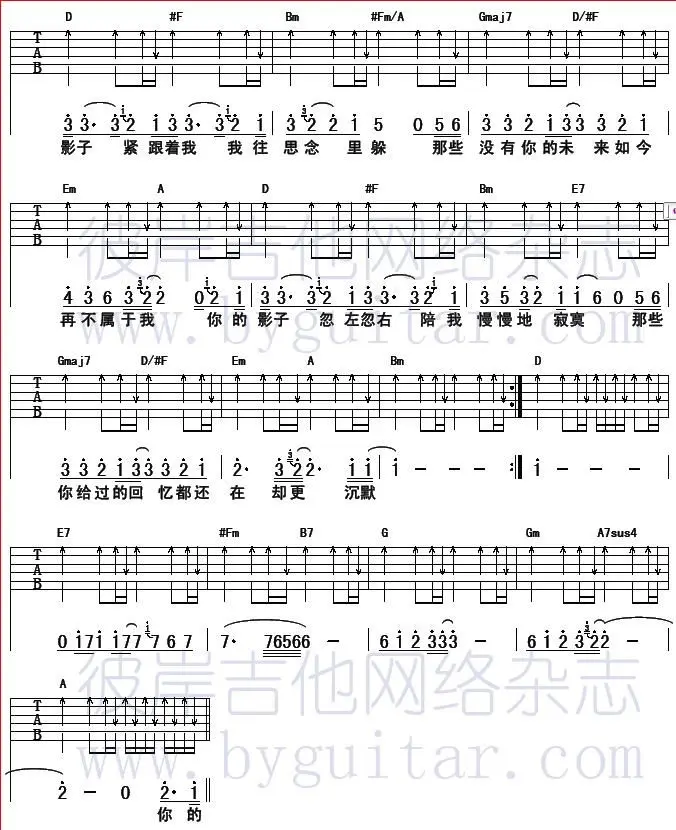 D #F Bm #Fm/A Gmaj7 D/#F
T
A
B
3 3· 3 2 1 3 3· 3 2 1 3 2 2 1 5 0 5 6 3 3 2 1 3 3 3 2 1
影子 紧跟着我 我往思念 里躲 那些没有你的未来如今
Em A D #F Bm E7
T
A
B
4 3 6 3 2 2 0 2 1 3 3· 3 2 1 3 3· 3 2 1 3 5 3 2 1 1 6 0 5 6
再不属于我 你的影子 忽左忽右 陪我慢慢地 寂寞 那些
Gmaj7 D/#F Em A Bm D
T
A
B
3 3 2 1 3 3 3 2 1 2· 3 2 2· 1 1 1 - - - 1 - - -
你给过的回 忆都还 在 却更 沉默
E7 #Fm B7 G Gm A7sus4
T
A
B
0 1 7 1 1 7 7 1 7 6 7 7· 7 6 5 6 6 - 6 1 2 3 3 3 - 6 1 2 3 2 2 -
A
T
A
B
2 - 0 2· 1
你的
彼岸吉他网络杂志
www.byguitar.com
彼岸吉他网络杂志
www.byguitar.com